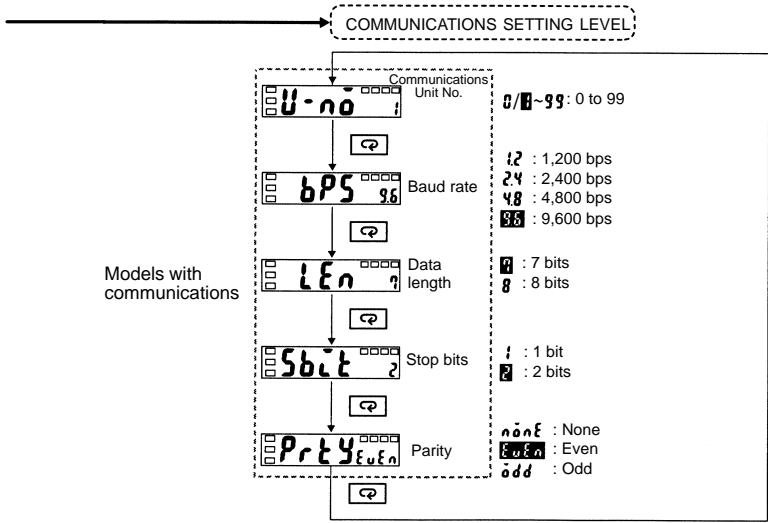 COMMUNICATIONS SETTING LEVEL
Communications
Unit No.
U-no 1
0/1~99: 0 to 99
bPS 9.6
Baud rate
1.2 : 1,200 bps
2.4 : 2,400 bps
4.8 : 4,800 bps
9.6 : 9,600 bps
Models with
communications
LEn 7
Data
length
7 : 7 bits
8 : 8 bits
Sbit 2
Stop bits
1 : 1 bit
2 : 2 bits
PrtY EuEn
Parity
nonE : None
EuEn : Even
odd : Odd